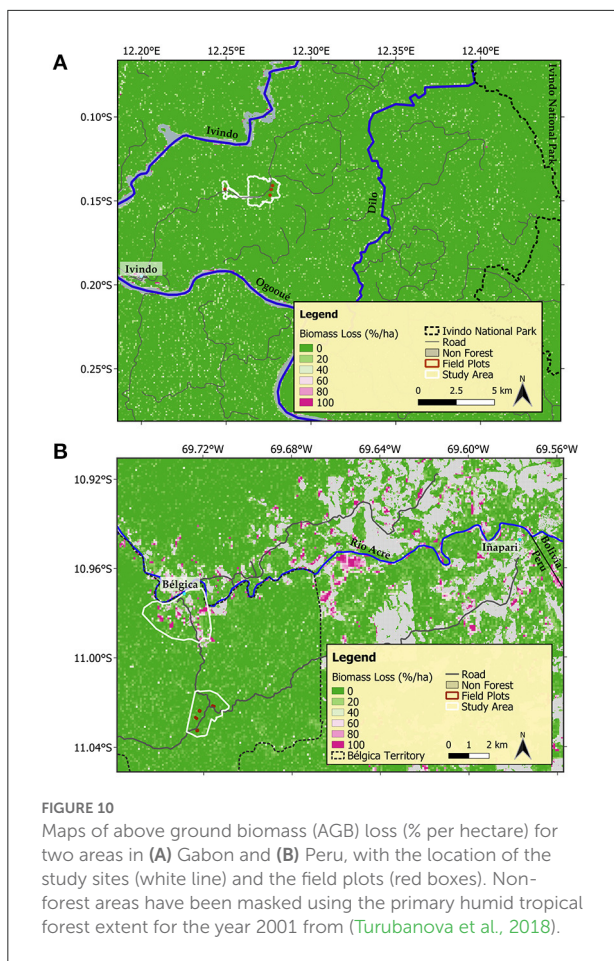 12.20°E 12.25°E 12.30°E 12.35°E 12.40°E
A
Ivindo National Park
0.10°S
Ivindo
0.15°S
Dilo
0.20°S
Ivindo
Ogooué
0.25°S
Legend
Biomass Loss (%/ha)
0
20
40
60
80
100
Ivindo National Park
Road
Non Forest
Field Plots
Study Area
0 2.5 5 km
N
69.72°W 69.68°W 69.64°W 69.60°W 69.56°W
B
10.92°S
Río Acre
Iñapari
Bolivia
Peru
10.96°S
Bélgica
11.00°S
11.04°S
Legend
Biomass Loss (%/ha)
0
20
40
60
80
100
Bélgica Territory
Road
Non Forest
Field Plots
Study Area
0 1 2 km
N
FIGURE 10
Maps of above ground biomass (AGB) loss (% per hectare) for
two areas in (A) Gabon and (B) Peru, with the location of the
study sites (white line) and the field plots (red boxes). Non-
forest areas have been masked using the primary humid tropical
forest extent for the year 2001 from (Turubanova et al., 2018).